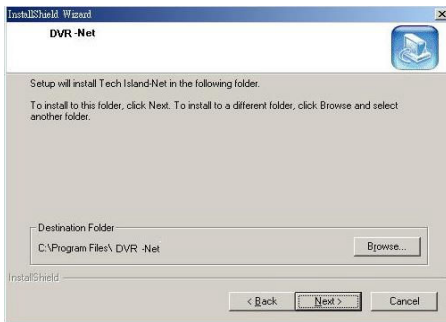 InstallShield Wizard
DVR -Net
Setup will install Tech Island-Net in the following folder.
To install to this folder, click Next. To install to a different folder, click Browse and select
another folder.
Destination Folder
C:\Program Files\ DVR -Net
Browse...
InstallShield
< Back
Next >
Cancel